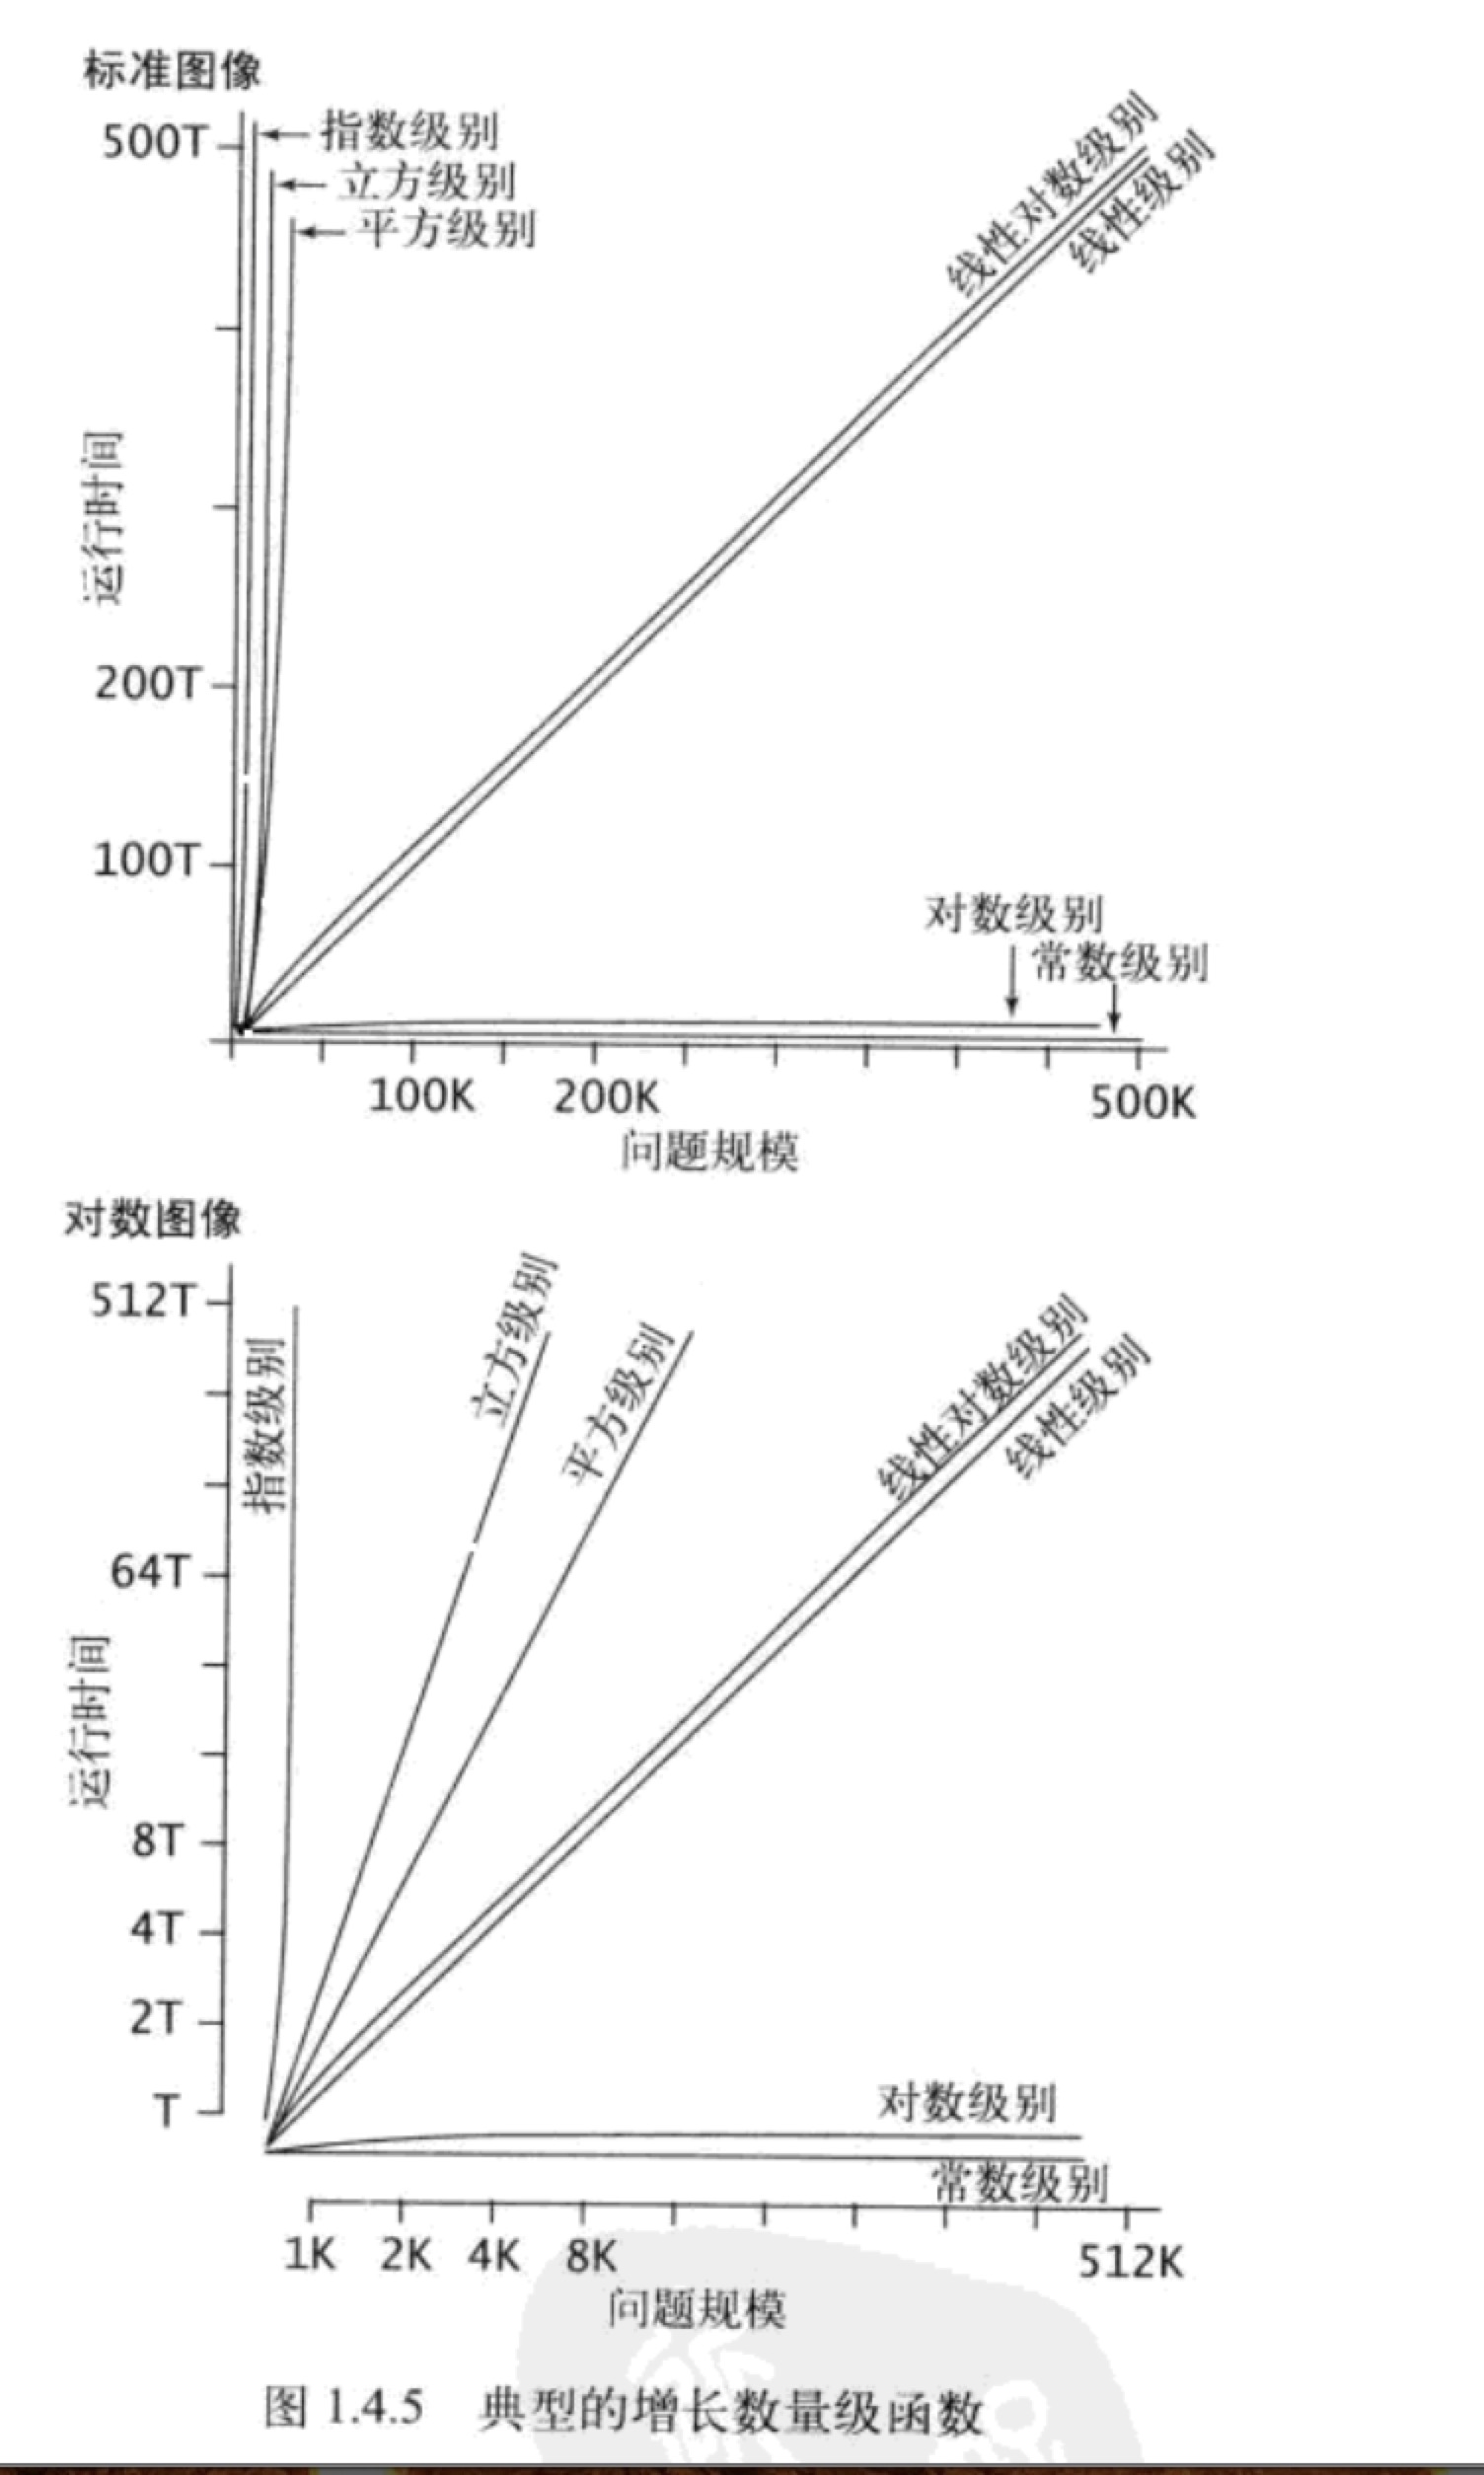 标准图像
500T
指数级别
立方级别
平方级别
线性对数级别
线性级别
运行时间
200T
100T
对数级别
常数级别
100K 200K 500K
问题规模
对数图像
512T
指数级别
立方级别
平方级别
线性对数级别
线性级别
64T
运行时间
8T
4T
2T
T
对数级别
常数级别
1K 2K 4K 8K 512K
问题规模
图 1.4.5 典型的增长数量级函数